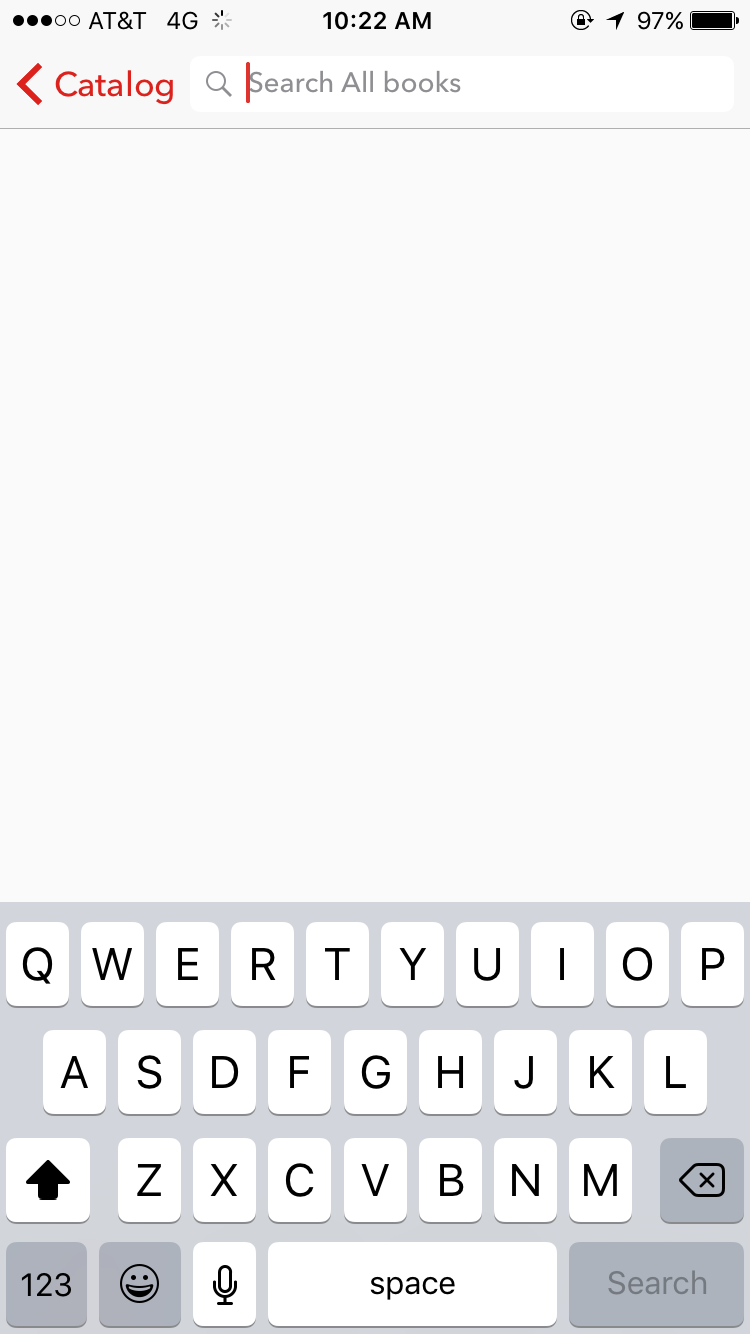 AT&T 4G 10:22 AM 97%
Catalog Search All books
Q W E R T Y U I O P
A S D F G H J K L
Z X C V B N M
123 space Search